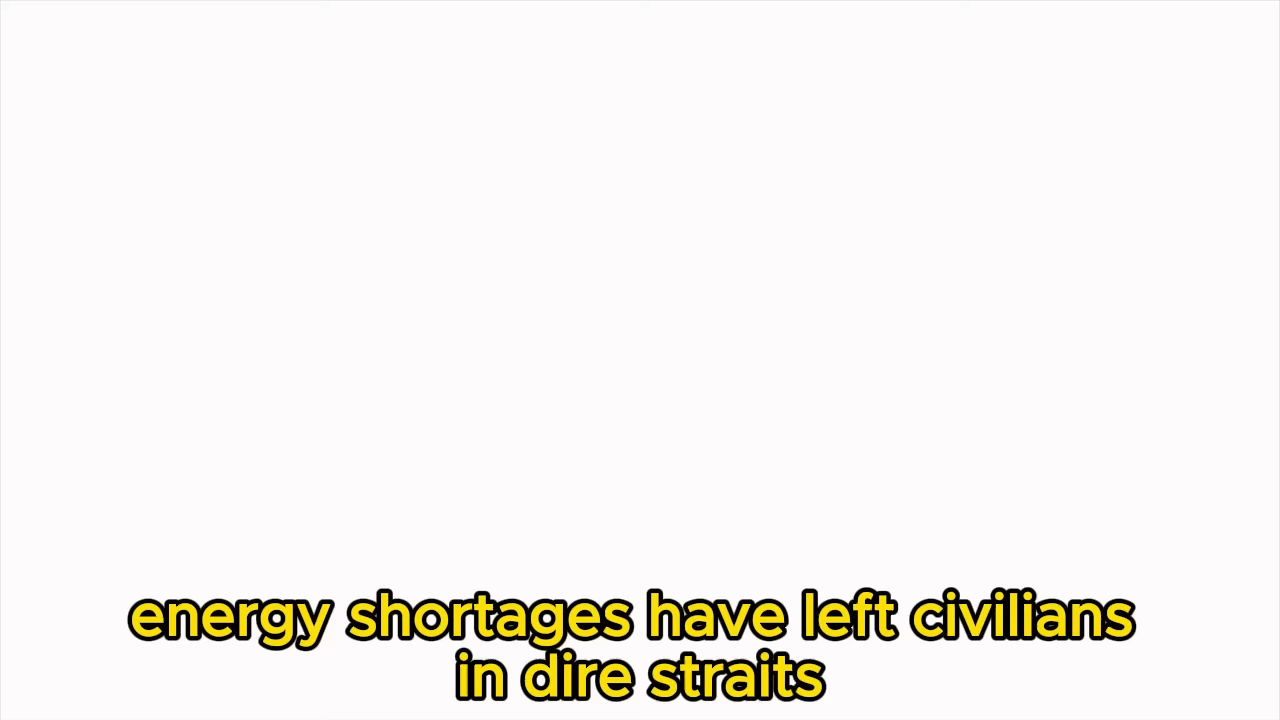 energy shortages have left civilians
in dire straits